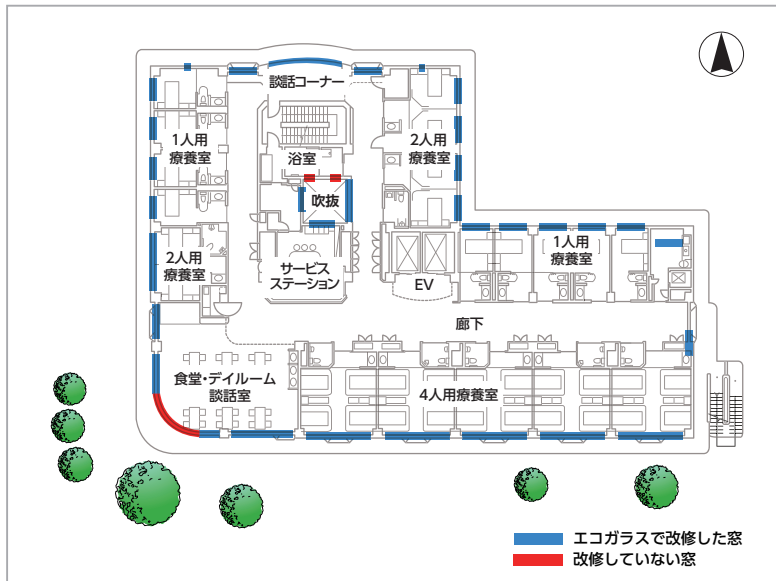 談話コーナー
1人用
療養室
浴室
2人用
療養室
吹抜
2人用
療養室
サービス
ステーション
EV
1人用
療養室
廊下
食堂・デイルーム
談話室
4人用療養室
エコガラスで改修した窓
改修していない窓